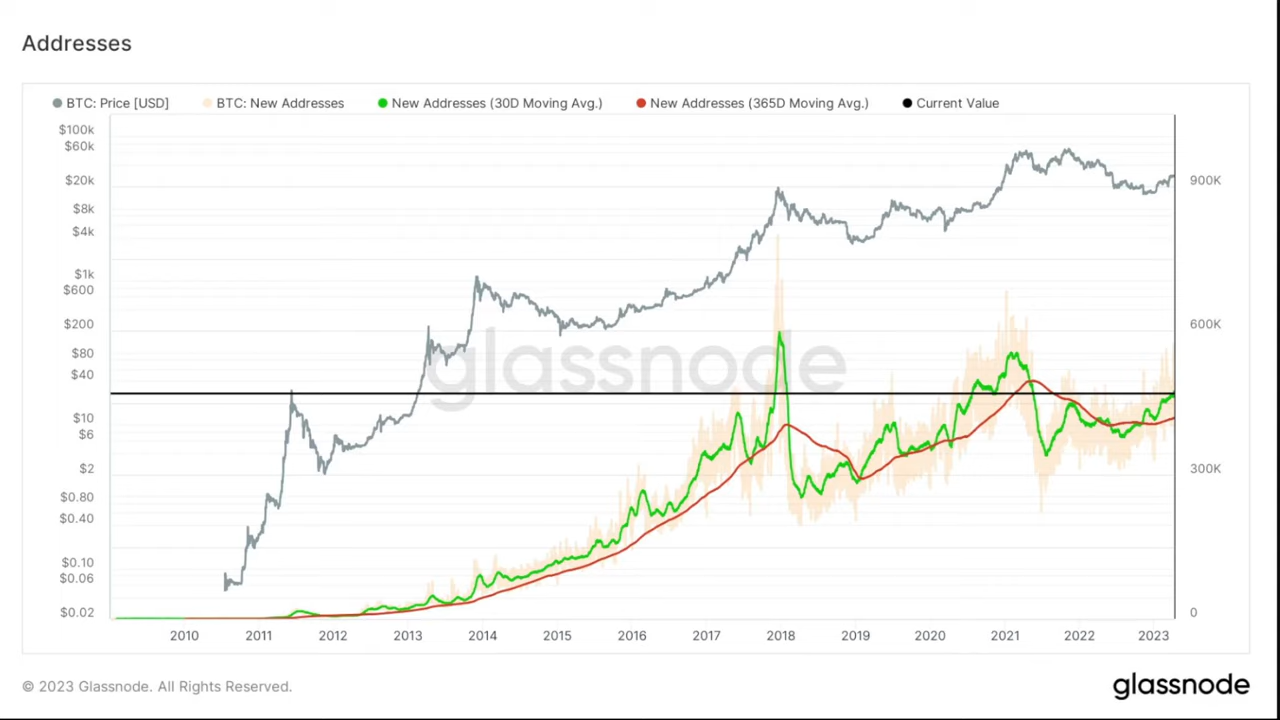 Addresses
BTC: Price [USD] BTC: New Addresses New Addresses (30D Moving Avg.) New Addresses (365D Moving Avg.) Current Value
$100k
$60k
$20k
$8k
$4k
$1k
$600
$200
$80
$40
$10
$6
$2
$0.80
$0.40
$0.10
$0.06
$0.02
900K
600K
300K
0
glassnode
2010 2011 2012 2013 2014 2015 2016 2017 2018 2019 2020 2021 2022 2023
© 2023 Glassnode. All Rights Reserved.
glassnode